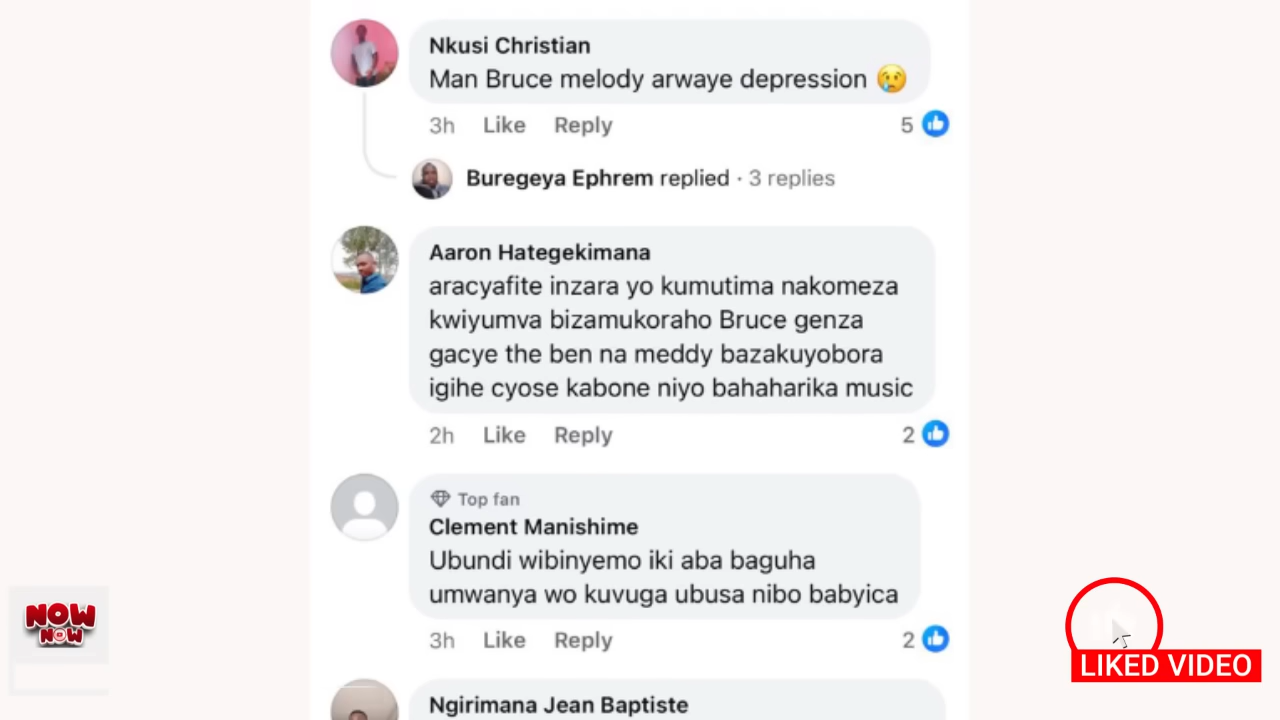 Nkusi Christian
Man Bruce melody arwaye depression 😢
3h Like Reply 5
Buregeya Ephrem replied · 3 replies
Aaron Hategekimana
aracyafite inzara yo kumutima nakomeza
kwiyumva bizamukoraho Bruce genza
gacye the ben na meddy bazakuyobora
igihe cyose kabone niyo bahaharika music
2h Like Reply 2
Top fan
Clement Manishime
Ubundi wibinyemo iki aba baguha
umwanya wo kuvuga ubusa nibo babyica
3h Like Reply 2
Ngirimana Jean Baptiste
NOW
NOW
LIKED VIDEO